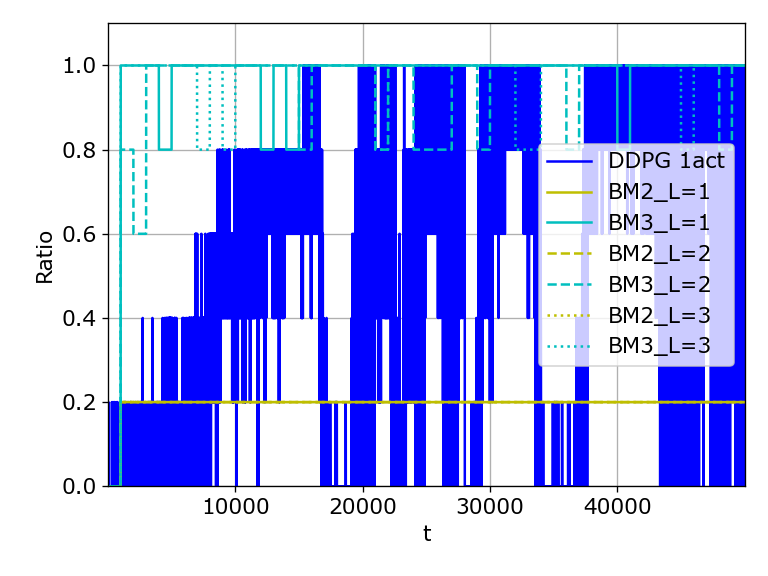 1.0
0.8
0.6
0.4
0.2
0.0
Ratio
10000 20000 30000 40000
t
DDPG 1act
BM2_L=1
BM3_L=1
BM2_L=2
BM3_L=2
BM2_L=3
BM3_L=3